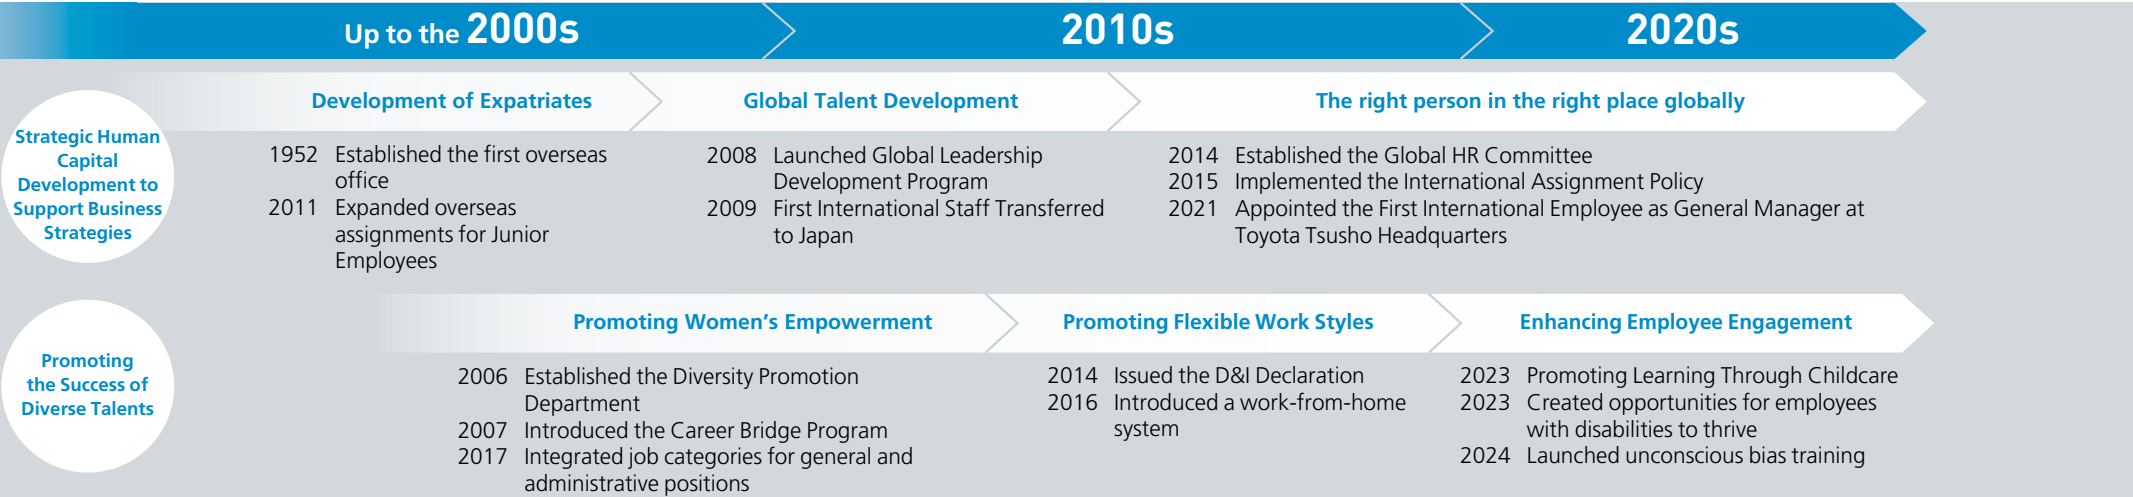 Up to the 2000s
2010s
2020s
Strategic Human
Capital
Development to
Support Business
Strategies
Development of Expatriates
1952 Established the first overseas
office
2011 Expanded overseas
assignments for Junior
Employees
Global Talent Development
2008 Launched Global Leadership
Development Program
2009 First International Staff Transferred
to Japan
The right person in the right place globally
2014 Established the Global HR Committee
2015 Implemented the International Assignment Policy
2021 Appointed the First International Employee as General Manager at
Toyota Tsusho Headquarters
Promoting
the Success of
Diverse Talents
Promoting Women's Empowerment
2006 Established the Diversity Promotion
Department
2007 Introduced the Career Bridge Program
2017 Integrated job categories for general and
administrative positions
Promoting Flexible Work Styles
2014 Issued the D&I Declaration
2016 Introduced a work-from-home
system
Enhancing Employee Engagement
2023 Promoting Learning Through Childcare
2023 Created opportunities for employees
with disabilities to thrive
2024 Launched unconscious bias training